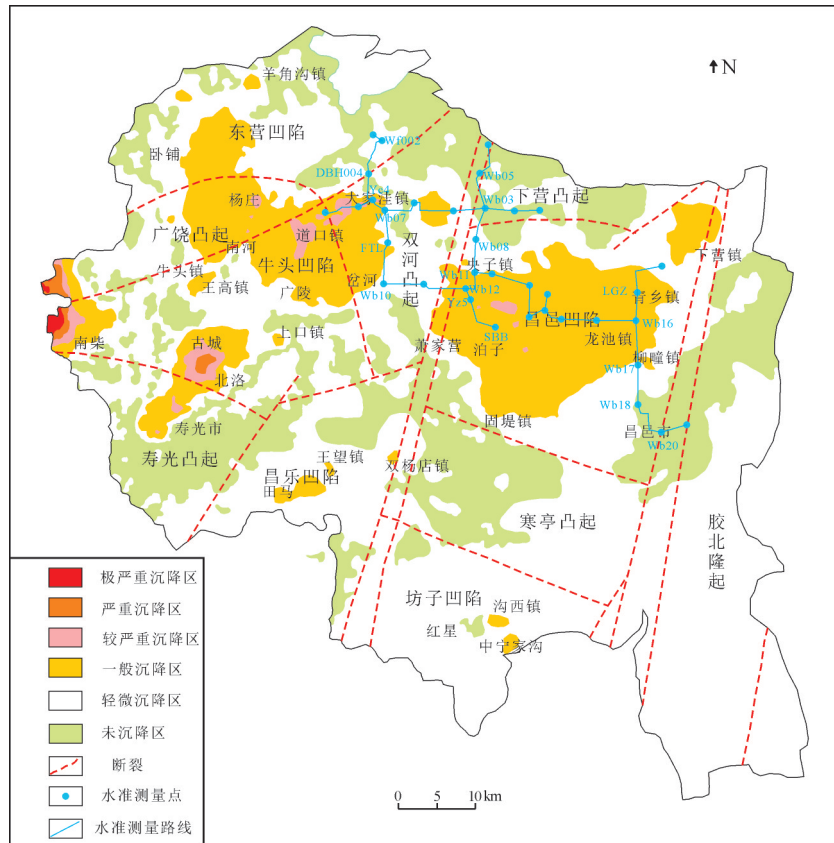 N
羊角沟镇
东营凹陷
Wf002
卧铺
DBH004
Wb05
Ye4
杨庄
大家洼镇
Wb03
下营凸起
Wb07
广饶凸起
道口镇
双河凸起
南河
FTL
Wb08
下营镇
牛头镇
牛头凹陷
岔河
央子镇
Wb11
王高镇
广陵
Wb10
Wb12
LGZ
青乡镇
Yz5
昌邑凹陷
Wb16
上口镇
SBB
龙池镇
南柴
古城
萧家营
泊子
柳疃镇
Wb17
北洛
Wb18
寿光市
固堤镇
昌邑市
Wb20
寿光凸起
王望镇
双杨店镇
昌乐凹陷
田马
寒亭凸起
胶北隆起
坊子凹陷
沟西镇
红星
中宁家沟
极严重沉降区
严重沉降区
较严重沉降区
一般沉降区
轻微沉降区
未沉降区
断裂
水准测量点
水准测量路线
0 5 10 km